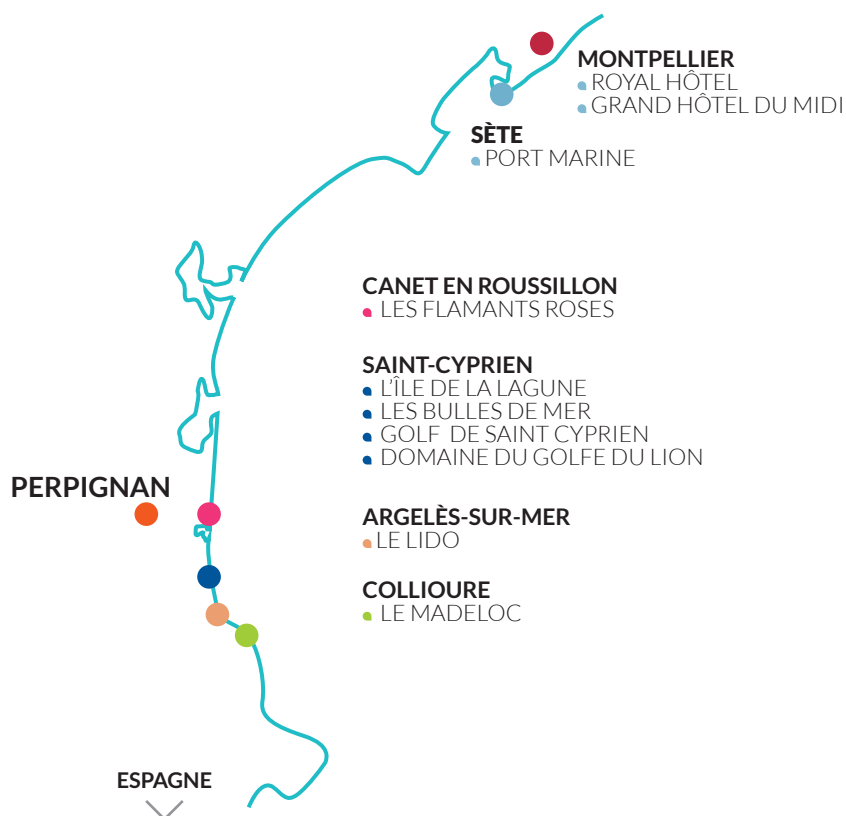 MONTPELLIER
ROYAL HÔTEL
GRAND HÔTEL DU MIDI
SÈTE
PORT MARINE
CANET EN ROUSSILLON
LES FLAMANTS ROSES
SAINT-CYPRIEN
L'ÎLE DE LA LAGUNE
LES BULLES DE MER
GOLF DE SAINT CYPRIEN
DOMAINE DU GOLFE DU LION
PERPIGNAN
ARGELÈS-SUR-MER
LE LIDO
COLLIOURE
LE MADELOC
ESPAGNE